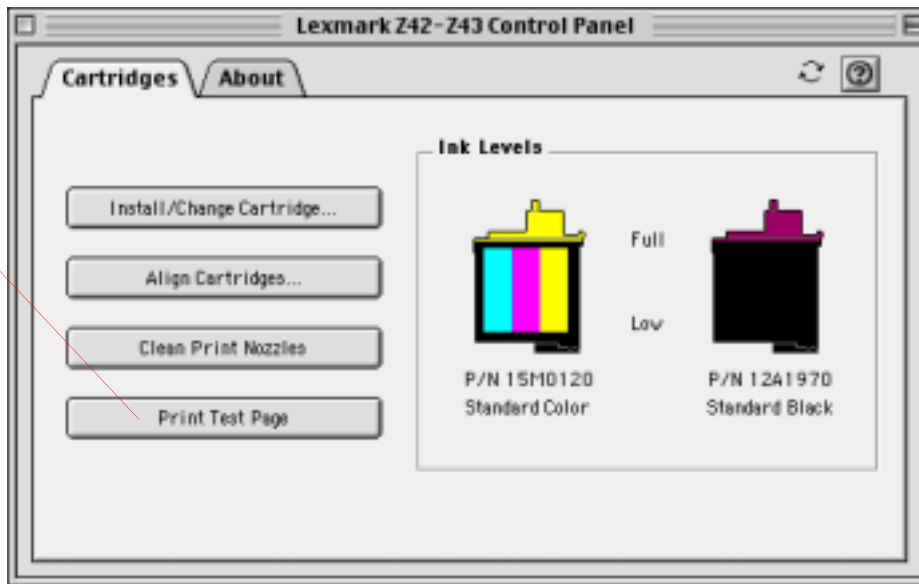 Lexmark Z42-Z43 Control Panel
Cartridges
About
Install/Change Cartridge...
Align Cartridges...
Clean Print Nozzles
Print Test Page
Ink Levels
Full
Low
P/N 15M0120
Standard Color
P/N 12A1970
Standard Black